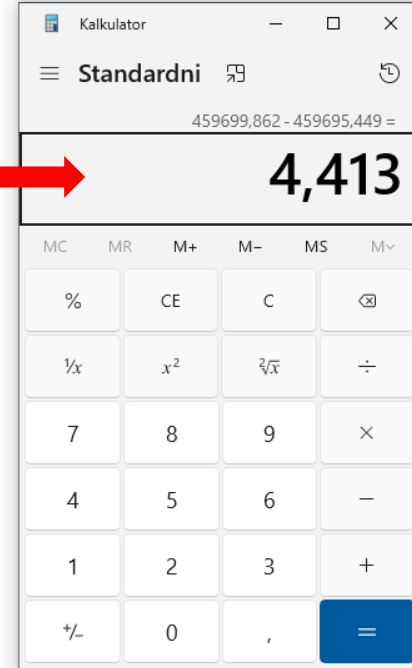 Kalkulator
Standardni
459699,862 - 459695,449 =
4,413
MC MR M+ M− MS M
% CE C
¹/x x² ²√x ÷
7 8 9 ×
4 5 6 −
1 2 3 +
+/− 0 , =